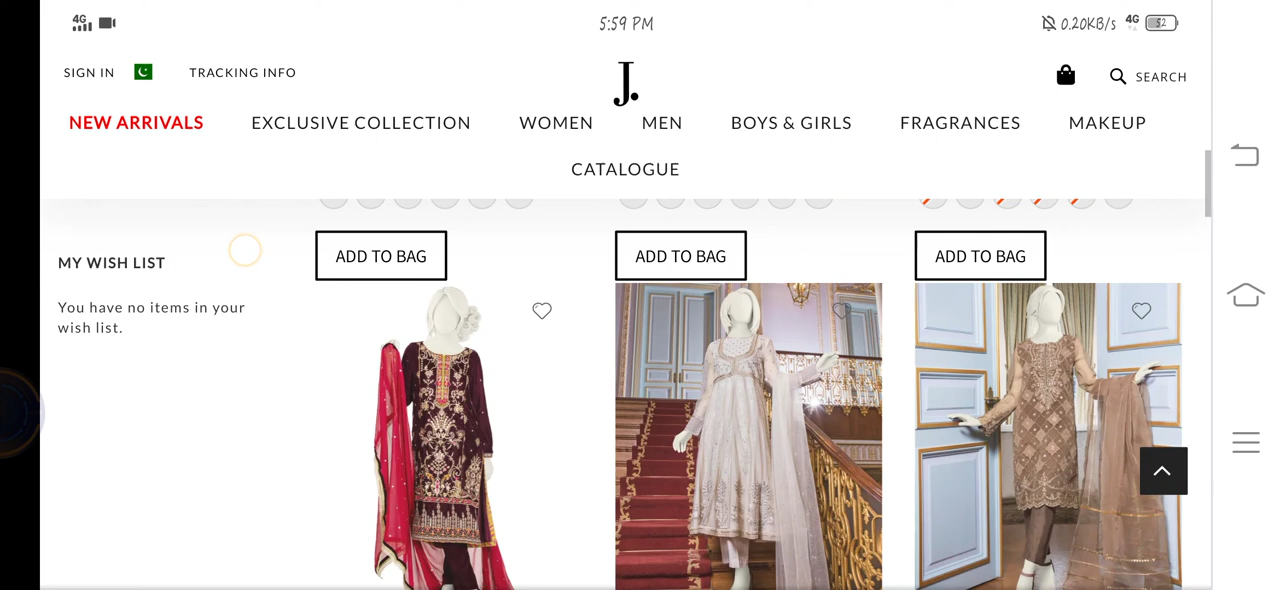 4G 5:59 PM 0.20KB/s 4G 52
SIGN IN TRACKING INFO J. SEARCH
NEW ARRIVALS EXCLUSIVE COLLECTION WOMEN MEN BOYS & GIRLS FRAGRANCES MAKEUP
CATALOGUE
MY WISH LIST
You have no items in your
wish list.
ADD TO BAG ADD TO BAG ADD TO BAG